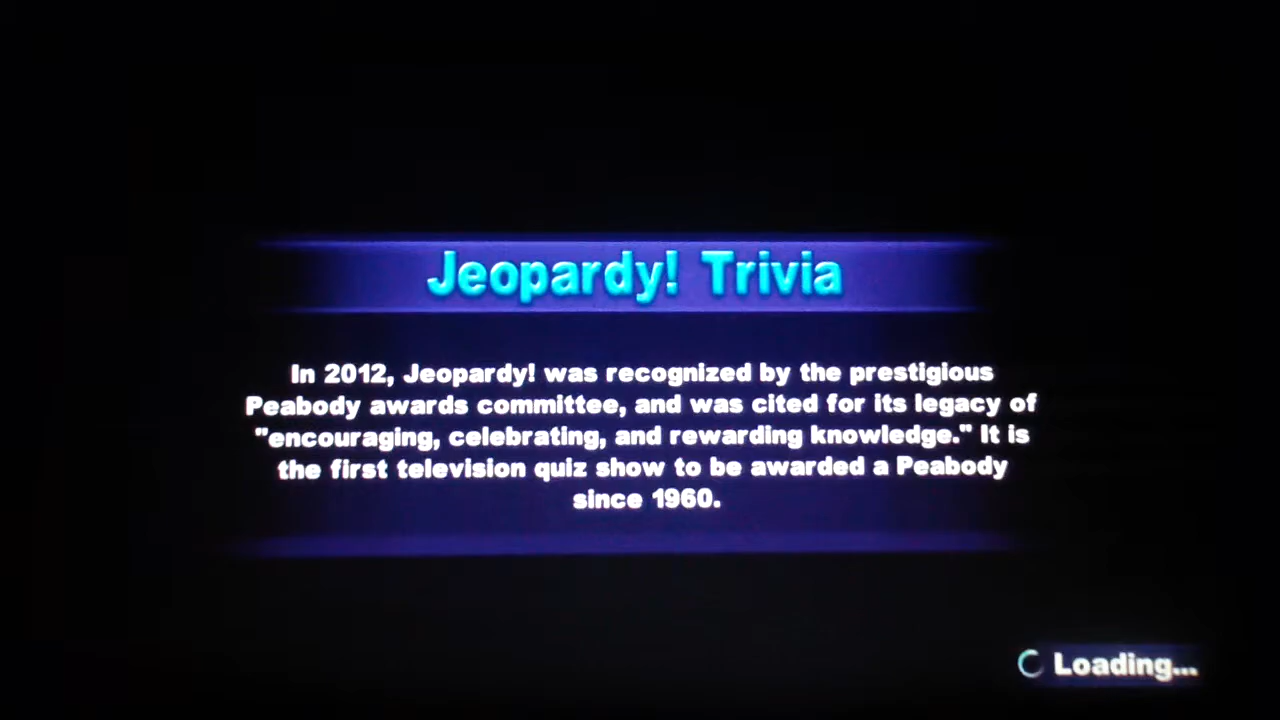 Jeopardy! Trivia
In 2012, Jeopardy! was recognized by the prestigious
Peabody awards committee, and was cited for its legacy of
"encouraging, celebrating, and rewarding knowledge." It is
the first television quiz show to be awarded a Peabody
since 1960.
Loading...